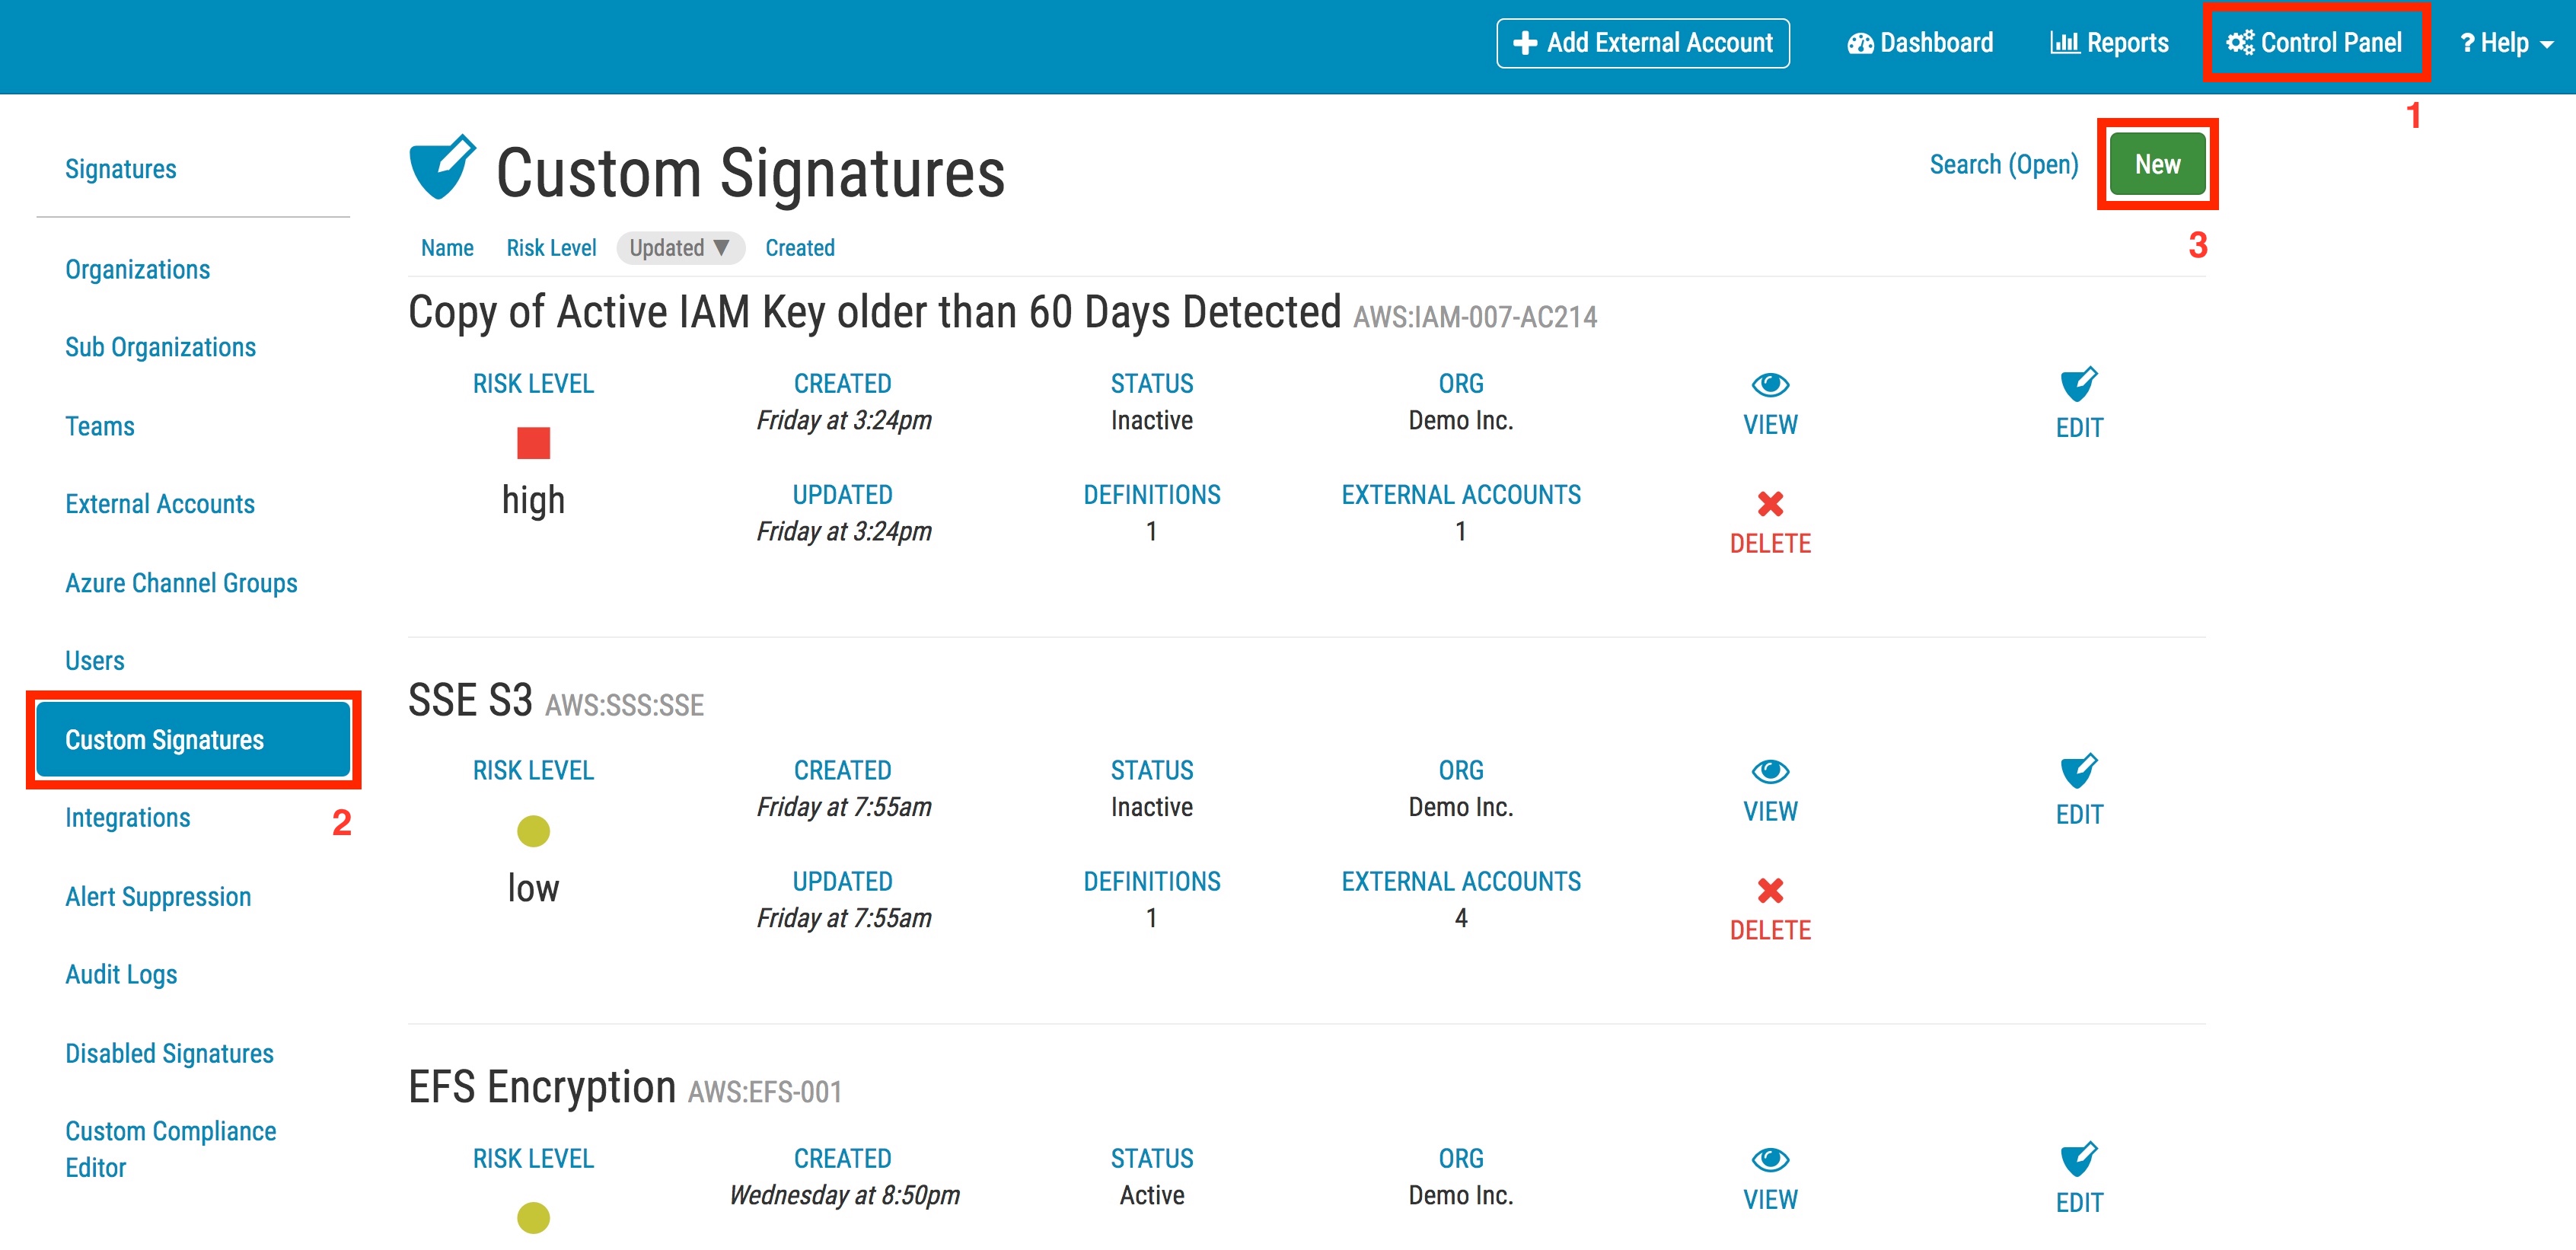 Add External Account Dashboard Reports Control Panel ? Help
1
Signatures
Organizations
Sub Organizations
Teams
External Accounts
Azure Channel Groups
Users
Custom Signatures
Integrations
2
Alert Suppression
Audit Logs
Disabled Signatures
Custom Compliance
Editor
Custom Signatures
Search (Open) New
3
Name Risk Level Updated ▼ Created
Copy of Active IAM Key older than 60 Days Detected AWS:IAM-007-AC214
RISK LEVEL CREATED STATUS ORG
Friday at 3:24pm Inactive Demo Inc. VIEW EDIT
high
UPDATED DEFINITIONS EXTERNAL ACCOUNTS
Friday at 3:24pm 1 1 DELETE
SSE S3 AWS:SSS:SSE
RISK LEVEL CREATED STATUS ORG
Friday at 7:55am Inactive Demo Inc. VIEW EDIT
low
UPDATED DEFINITIONS EXTERNAL ACCOUNTS
Friday at 7:55am 1 4 DELETE
EFS Encryption AWS:EFS-001
RISK LEVEL CREATED STATUS ORG
Wednesday at 8:50pm Active Demo Inc. VIEW EDIT